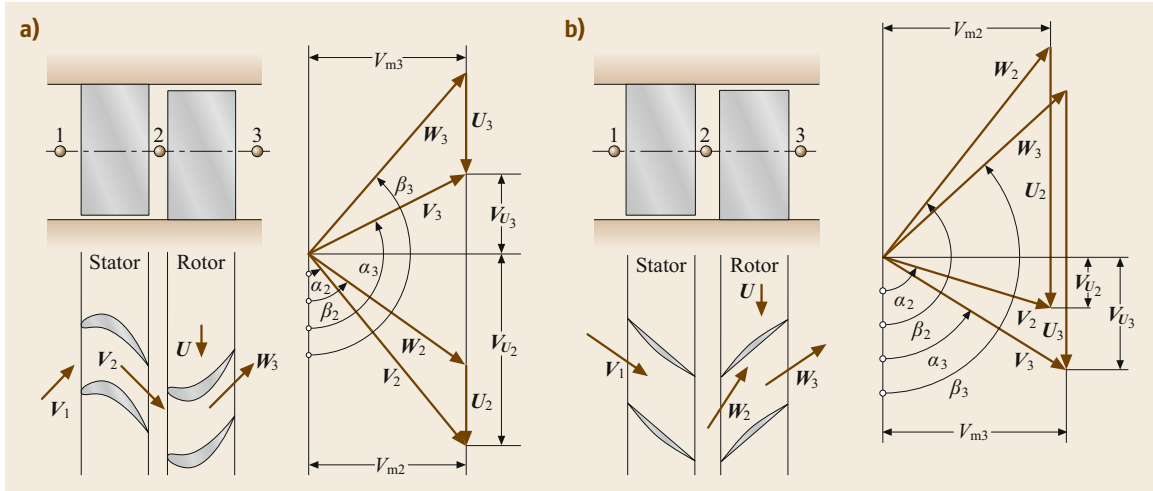 a)
V_m3
1 2 3
W_3
U_3
β_3
V_3
V_U3
Stator Rotor
α_3
α_2
β_2
U
V_2
W_3
V_1
W_2
V_2
V_U2
U_2
V_m2
b)
V_m2
1 2 3
W_2
W_3
U_2
Stator Rotor
U
α_2
V_2
V_U2
β_2
U_3
V_U3
α_3
V_3
V_1
W_2
W_3
β_3
V_m3